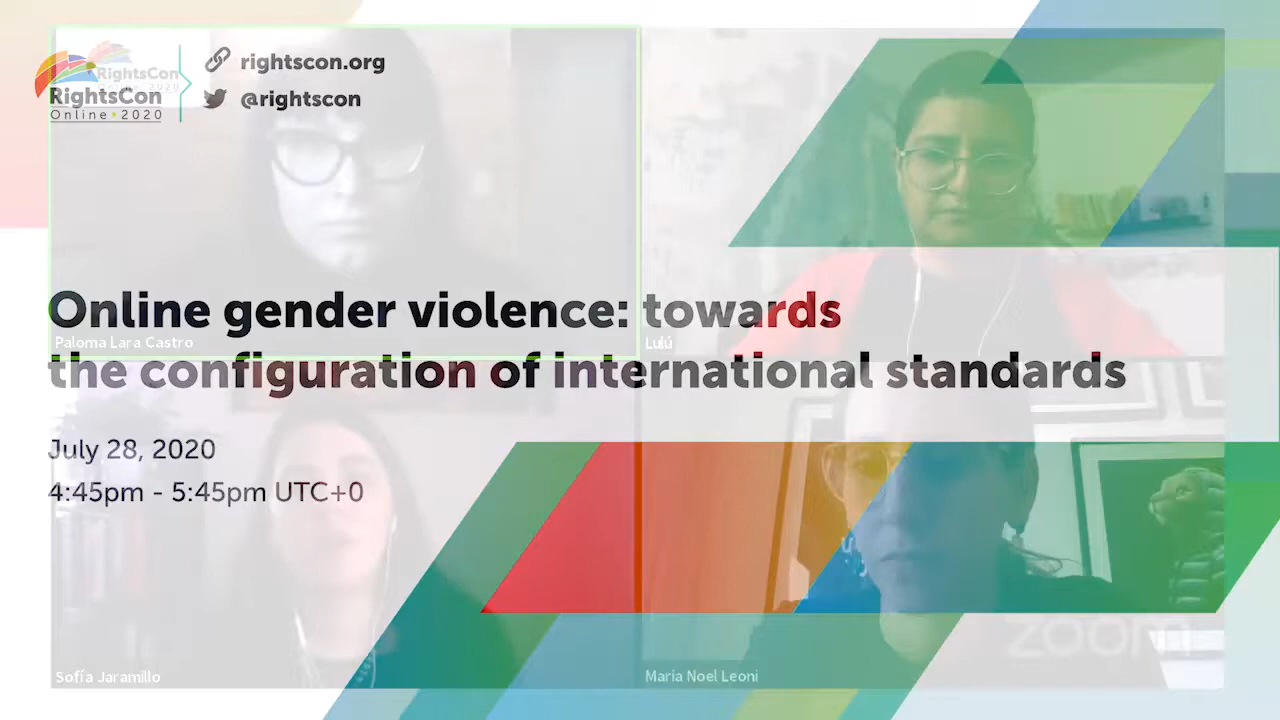 RightsCon
RightsCon
Online•2020
rightscon.org
@rightscon
Online gender violence: towards
the configuration of international standards
Paloma Lara Castro
Lulú
July 28, 2020
4:45pm - 5:45pm UTC+0
Sofía Jaramillo
Maria Noel Leoni
zoom